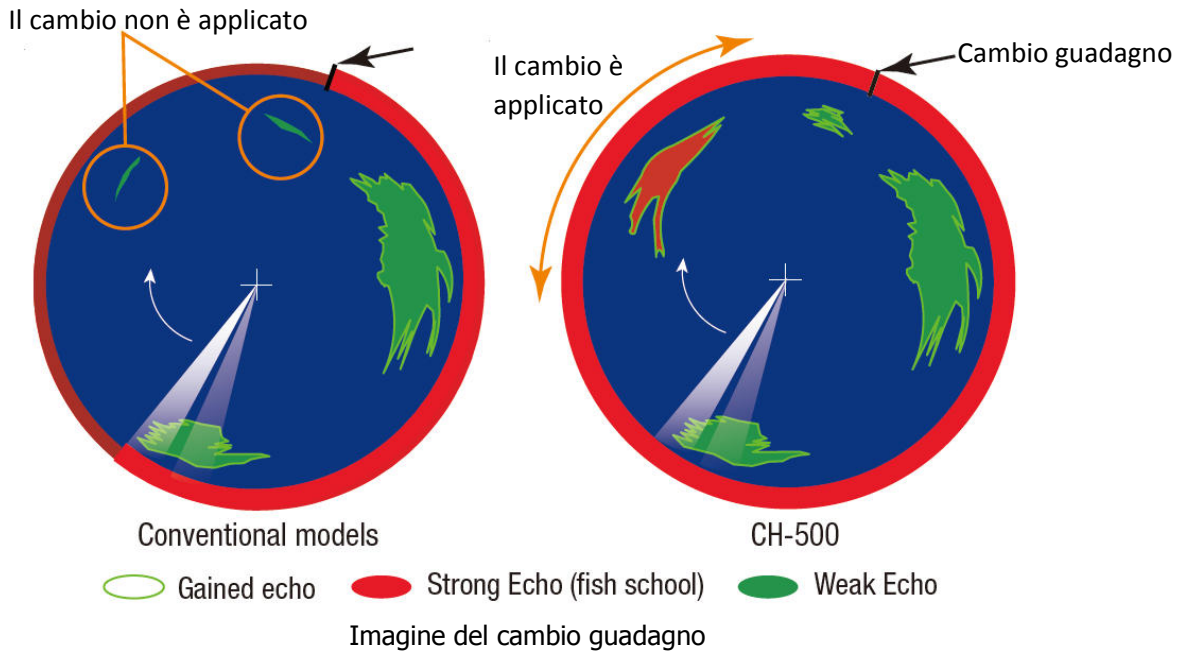 Il cambio non è applicato
Il cambio è
applicato
Cambio guadagno
Conventional models
CH-500
Gained echo
Strong Echo (fish school)
Weak Echo
Imagine del cambio guadagno